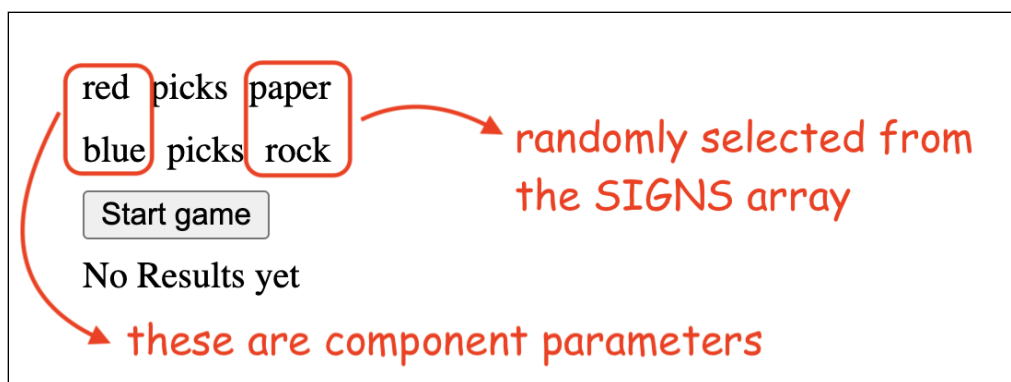 red picks paper
blue picks rock
randomly selected from
the SIGNS array
Start game
No Results yet
these are component parameters